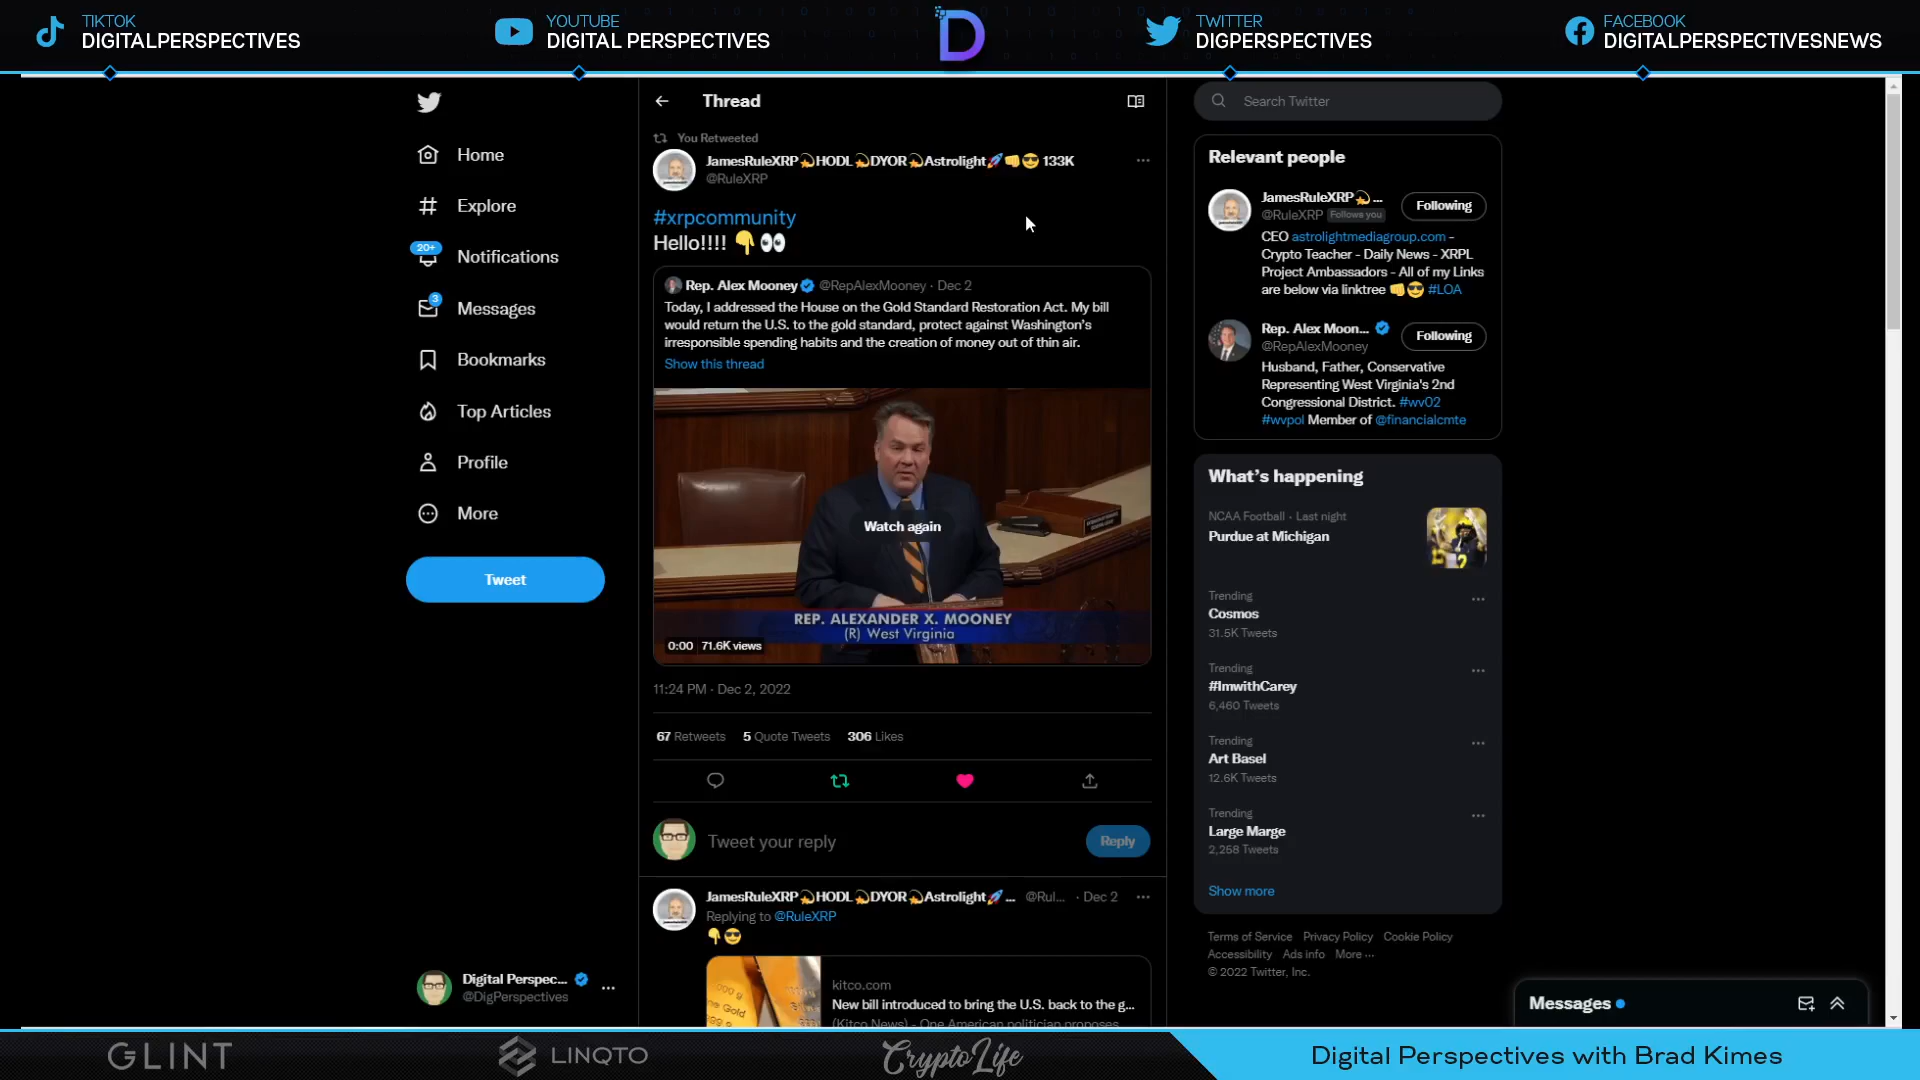 TIKTOK
DIGITALPERSPECTIVES
YOUTUBE
DIGITAL PERSPECTIVES
D
TWITTER
DIGPERSPECTIVES
FACEBOOK
DIGITALPERSPECTIVESNEWS
Home
Explore
20+
Notifications
3
Messages
Bookmarks
Top Articles
Profile
More
Tweet
Digital Perspec...
@DigPerspectives
Thread
You Retweeted
JamesRuleXRP💫HODL💫DYOR💫Astrolight🚀👊😎 133K
@RuleXRP
#xrpcommunity
Hello!!!! 👇👀
Rep. Alex Mooney @RepAlexMooney · Dec 2
Today, I addressed the House on the Gold Standard Restoration Act. My bill
would return the U.S. to the gold standard, protect against Washington's
irresponsible spending habits and the creation of money out of thin air.
Show this thread
Watch again
REP. ALEXANDER X. MOONEY
(R) West Virginia
0:00 71.6K views
11:24 PM · Dec 2, 2022
67 Retweets 5 Quote Tweets 306 Likes
Tweet your reply
Reply
JamesRuleXRP💫HODL💫DYOR💫Astrolight🚀 ... @Rul... · Dec 2
Replying to @RuleXRP
👇😎
kitco.com
New bill introduced to bring the U.S. back to the g...
(Kitco News) - One American politician proposes
Search Twitter
Relevant people
JamesRuleXRP💫 ...
@RuleXRP Follows you
Following
CEO astrolightmediagroup.com -
Crypto Teacher - Daily News - XRPL
Project Ambassadors - All of my Links
are below via linktree 👊😎 #LOA
Rep. Alex Moon...
@RepAlexMooney
Following
Husband, Father, Conservative
Representing West Virginia's 2nd
Congressional District. #wv02
#wvpol Member of @financialcmte
What's happening
NCAA Football · Last night
Purdue at Michigan
Trending
Cosmos
31.5K Tweets
Trending
#ImwithCarey
6,460 Tweets
Trending
Art Basel
12.6K Tweets
Trending
Large Marge
2,258 Tweets
Show more
Terms of Service Privacy Policy Cookie Policy
Accessibility Ads info More ...
© 2022 Twitter, Inc.
Messages
GLINT
LINQTO
CryptoLife
Digital Perspectives with Brad Kimes